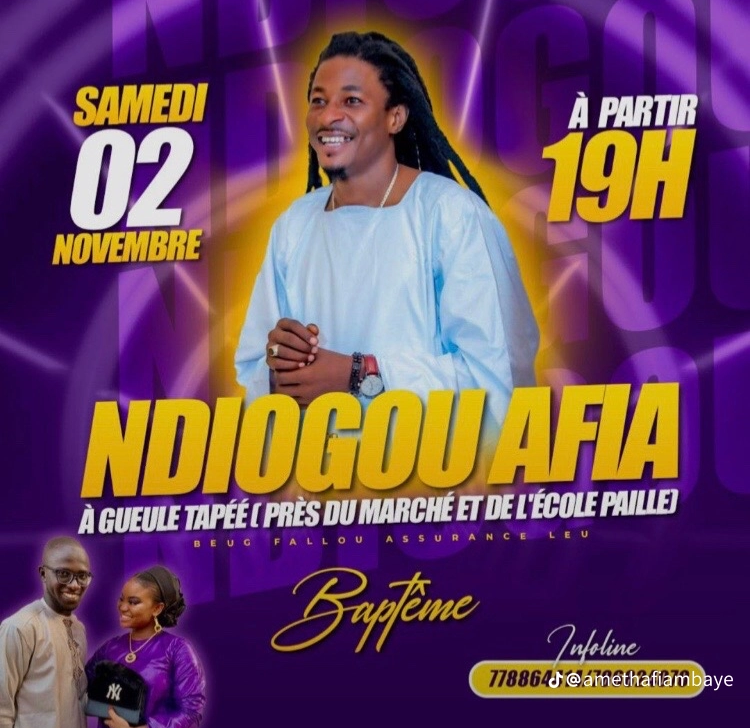 SAMEDI
02
NOVEMBRE
À PARTIR
19H
NDIOGOU AFIA
À GUEULE TAPÉÉ ( PRÈS DU MARCHÉ ET DE L'ÉCOLE PAILLE)
BEUG FALLOU ASSURANCE LEU
Baptême
NY
Infoline
@amethafiambaye